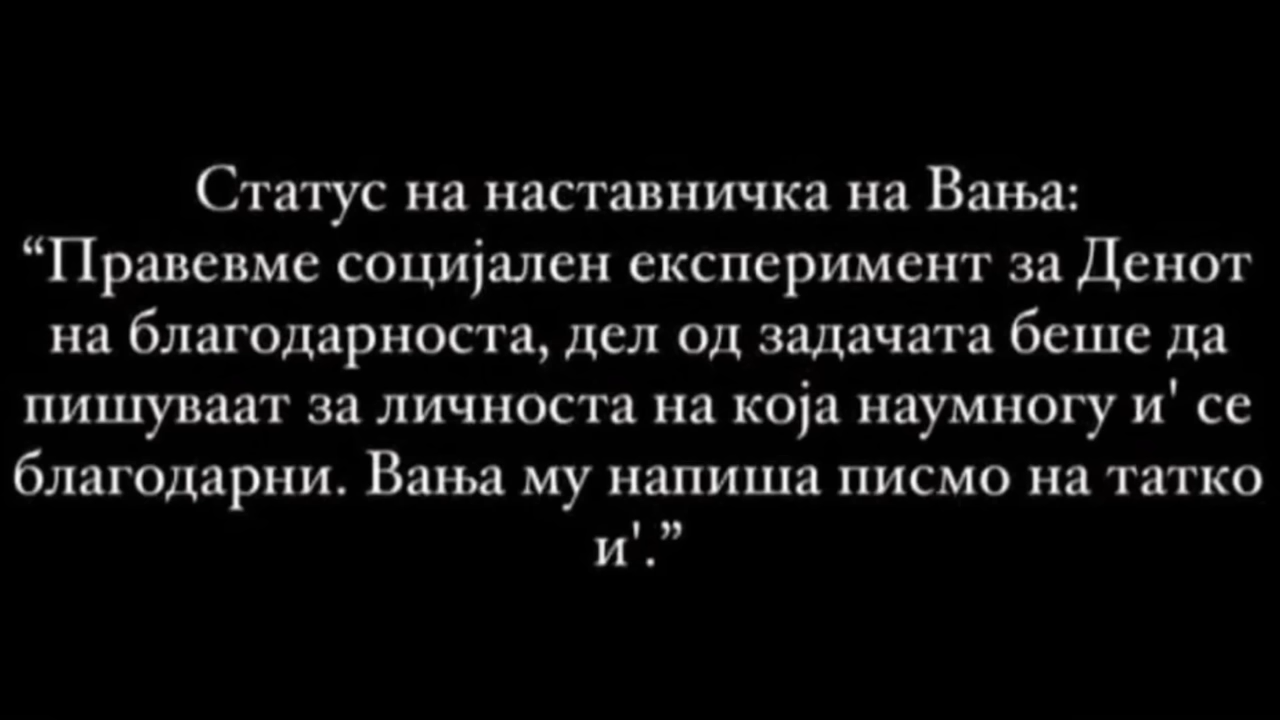 Статус на наставничка на Вања:
“Правевме социјален експеримент за Денот
на благодарноста, дел од задачата беше да
пишуваат за личноста на која наумногу и' се
благодарни. Вања му напиша писмо на татко
и'.”